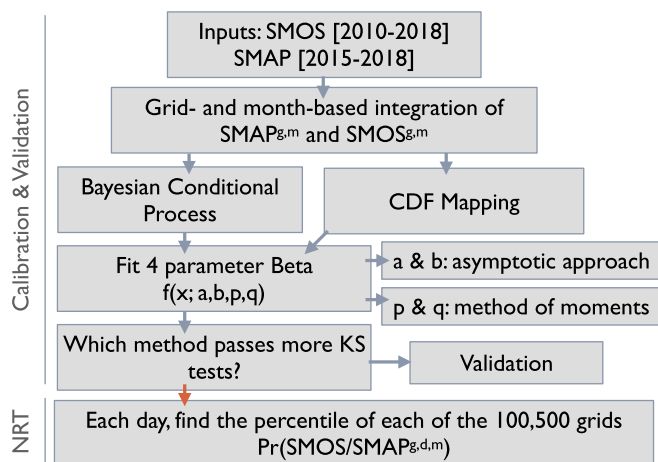 Inputs: SMOS [2010-2018]
SMAP [2015-2018]
Grid- and month-based integration of
SMAPg,m and SMOSg,m
Bayesian Conditional
Process
CDF Mapping
Fit 4 parameter Beta
f(x; a,b,p,q)
a & b: asymptotic approach
p & q: method of moments
Which method passes more KS
tests?
Validation
Calibration & Validation
Each day, find the percentile of each of the 100,500 grids
Pr(SMOS/SMAPg,d,m)
NRT